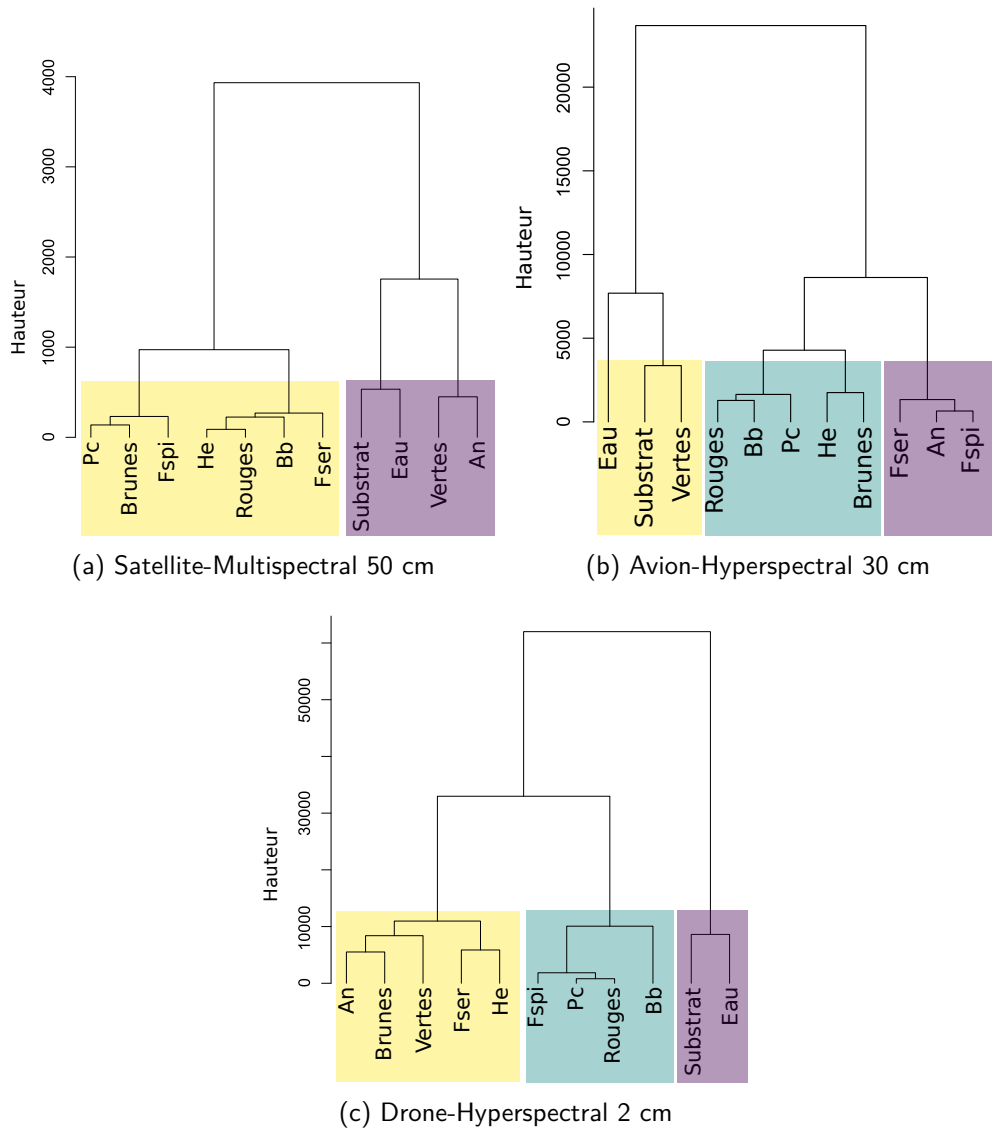 Hauteur
0 1000 2000 3000 4000
Pc Brunes Fspi He Rouges Bb Fser Substrat Eau Vertes An
(a) Satellite-Multispectral 50 cm
Hauteur
0 5000 10000 15000 20000
Eau Substrat Vertes Rouges Bb Pc He Brunes Fser An Fspi
(b) Avion-Hyperspectral 30 cm
Hauteur
0 10000 30000 50000
An Brunes Vertes Fser He Fspi Pc Rouges Bb Substrat Eau
(c) Drone-Hyperspectral 2 cm